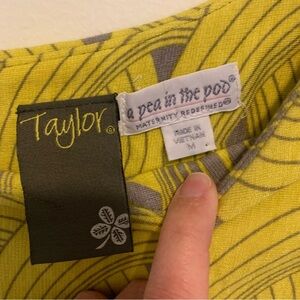 Taylor®
a pea in the pod®
MATERNITY REDEFINED®
MADE IN
VIETNAM
M